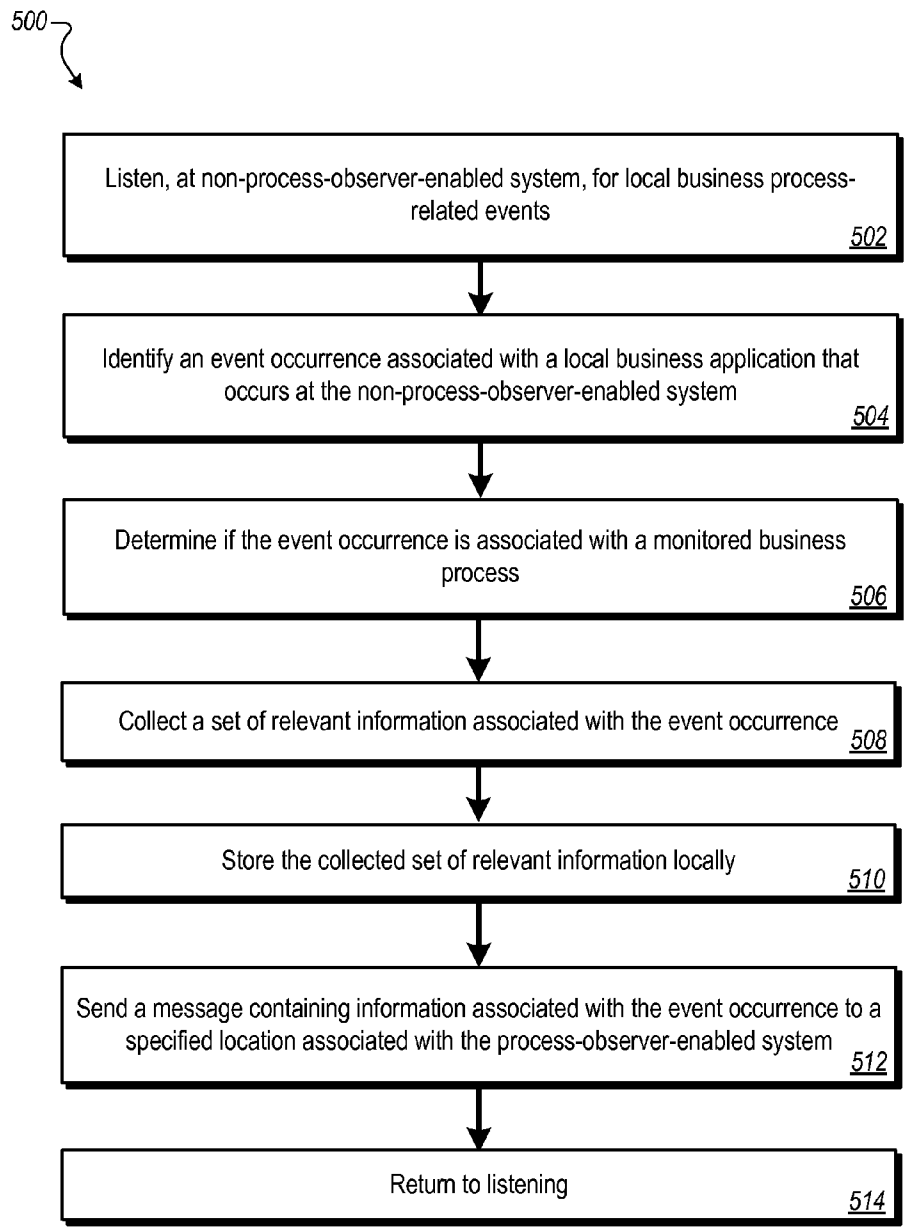 500
Listen, at non-process-observer-enabled system, for local business process-
related events
502
Identify an event occurrence associated with a local business application that
occurs at the non-process-observer-enabled system
504
Determine if the event occurrence is associated with a monitored business
process
506
Collect a set of relevant information associated with the event occurrence
508
Store the collected set of relevant information locally
510
Send a message containing information associated with the event occurrence to a
specified location associated with the process-observer-enabled system
512
Return to listening
514